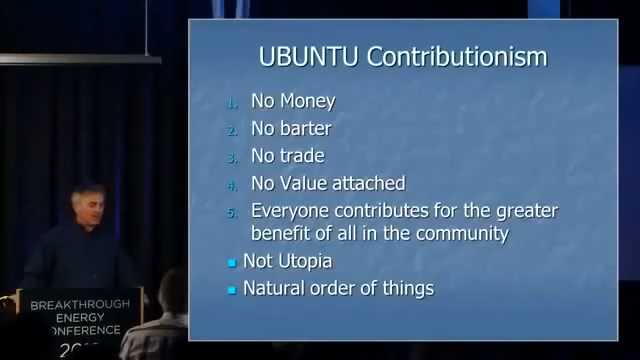 UBUNTU Contributionism
1. No Money
2. No barter
3. No trade
4. No Value attached
5. Everyone contributes for the greater
benefit of all in the community
Not Utopia
Natural order of things
BREAKTHROUGH
ENERGY
CONFERENCE